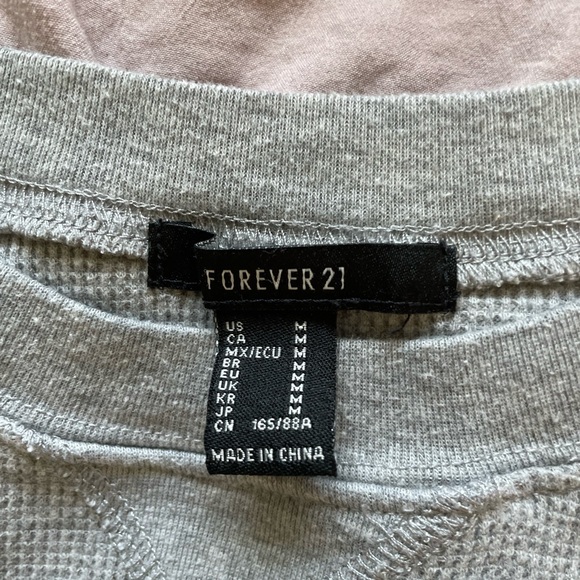 FOREVER 21
US M
CA M
MX/ECU M
BR M
EU M
UK M
KR M
JP M
CN 165/88A
MADE IN CHINA